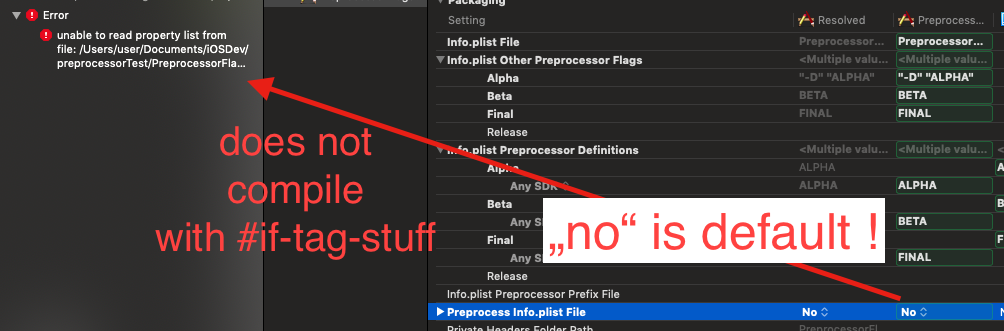 Packaging
Error
unable to read property list from
file: /Users/user/Documents/iOSDev/
preprocessorTest/PreprocessorFla...
Setting
Resolved
Preprocess...
Info.plist File
Preprocessor...
Preprocessor...
Info.plist Other Preprocessor Flags
<Multiple values>
<Multiple valu...
Alpha
"-D" "ALPHA"
"-D" "ALPHA"
Beta
BETA
BETA
Final
FINAL
FINAL
Release
Info.plist Preprocessor Definitions
<Multiple valu...
<Multiple valu...
Alpha
ALPHA
Any SDK
ALPHA
ALPHA
Beta
Any S
BETA
Final
Any S
FINAL
Release
Info.plist Preprocessor Prefix File
Preprocess Info.plist File
No
No
Private Headers Folder Path
does not
compile
with #if-tag-stuff
„no“ is default !